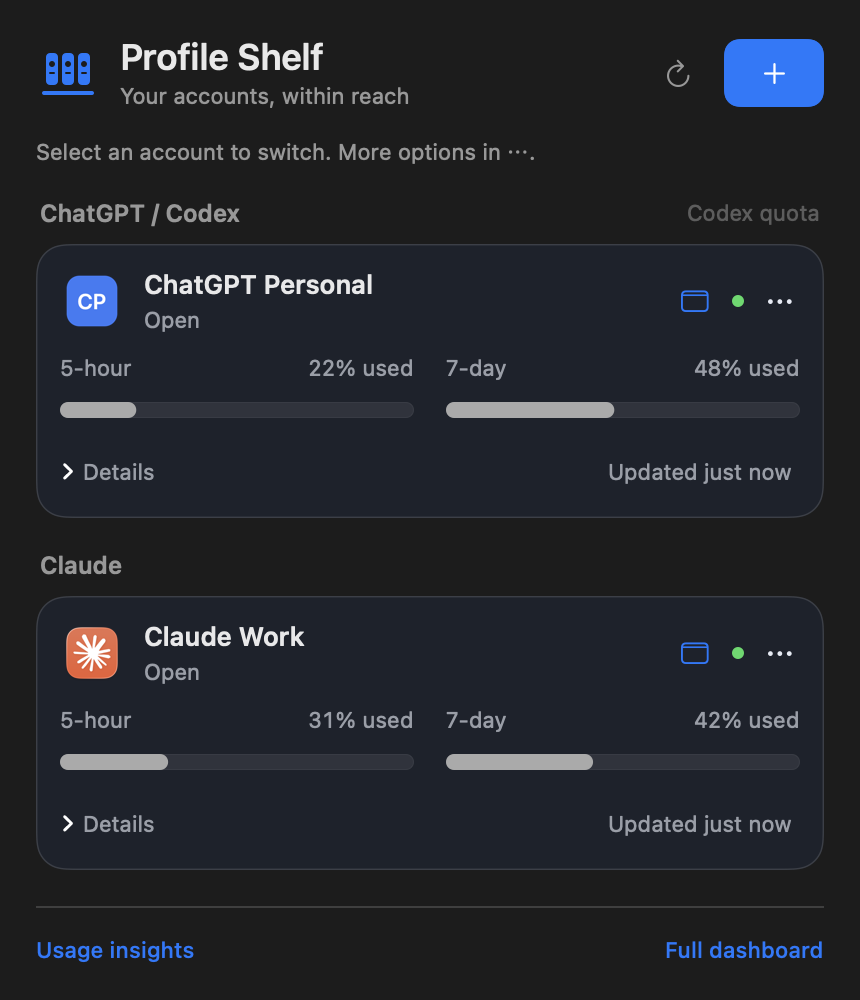 Profile Shelf
Your accounts, within reach
Select an account to switch. More options in ···.
ChatGPT / Codex
Codex quota
CP
ChatGPT Personal
Open
5-hour
22% used
7-day
48% used
Details
Updated just now
Claude
Claude Work
Open
5-hour
31% used
7-day
42% used
Details
Updated just now
Usage insights
Full dashboard